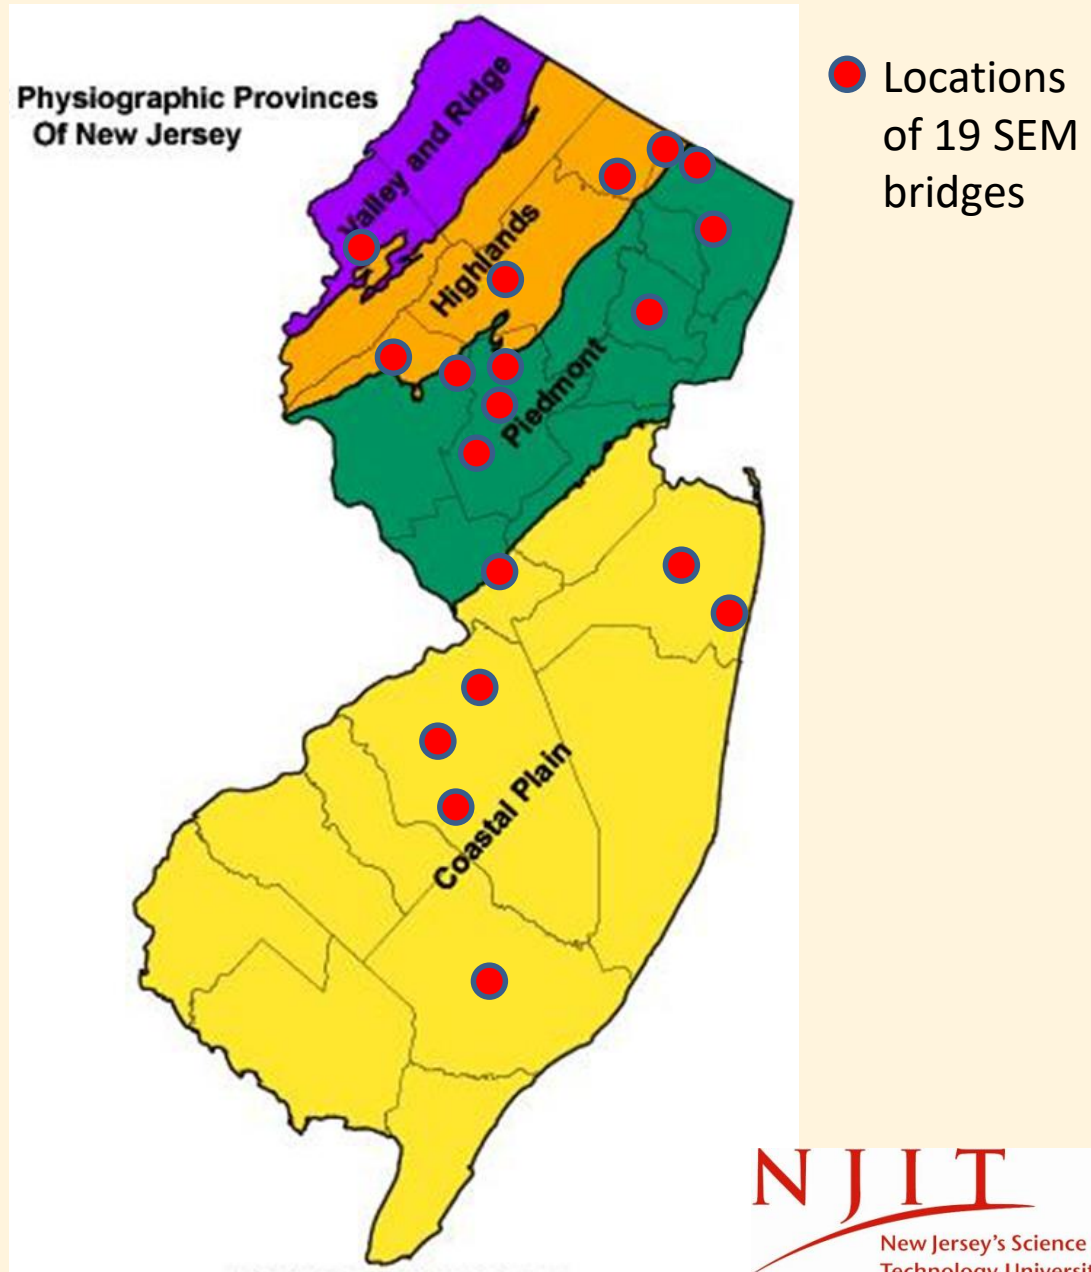 Physiographic Provinces
Of New Jersey
Locations
of 19 SEM
bridges
Valley and Ridge
Highlands
Piedmont
Coastal Plain
NJIT
New Jersey's Science